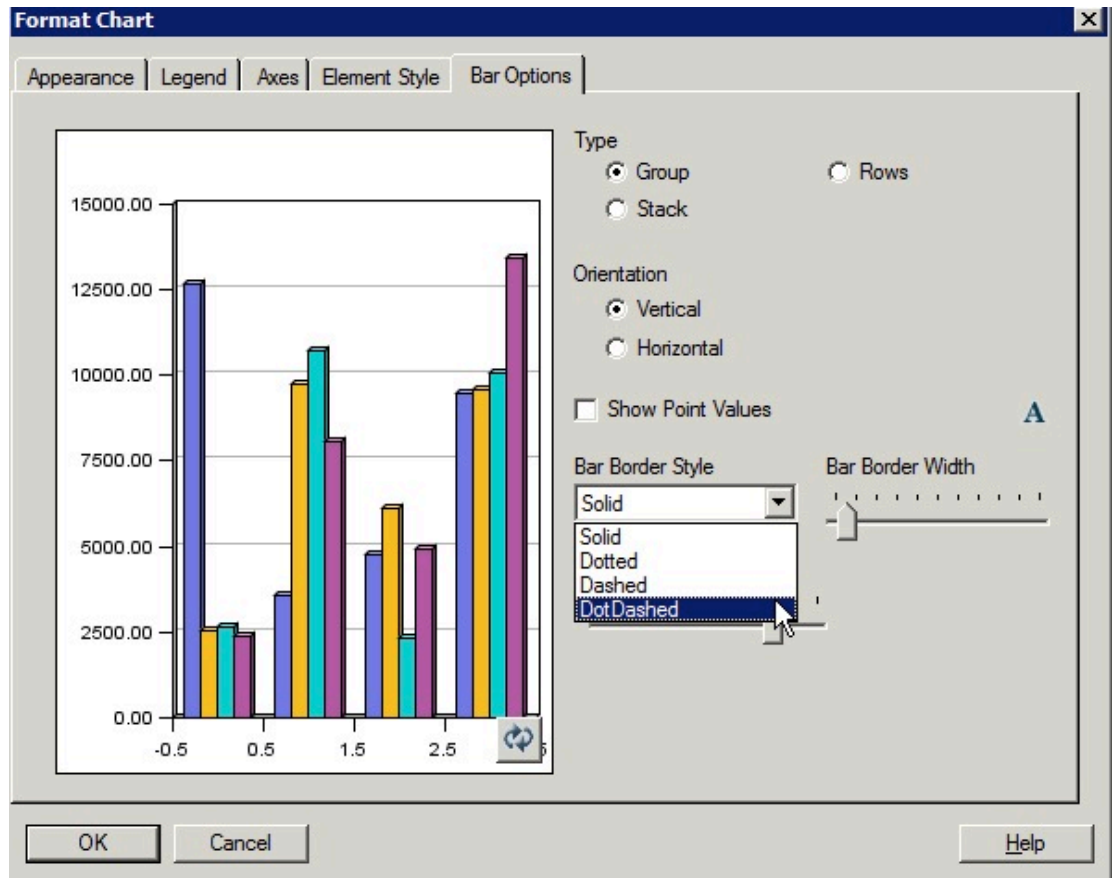 Format Chart
Appearance Legend Axes Element Style Bar Options
Type
Group Rows
Stack
Orientation
Vertical
Horizontal
Show Point Values A
Bar Border Style Bar Border Width
Solid
Solid
Dotted
Dashed
DotDashed
15000.00
12500.00
10000.00
7500.00
5000.00
2500.00
0.00
-0.5 0.5 1.5 2.5
OK Cancel Help